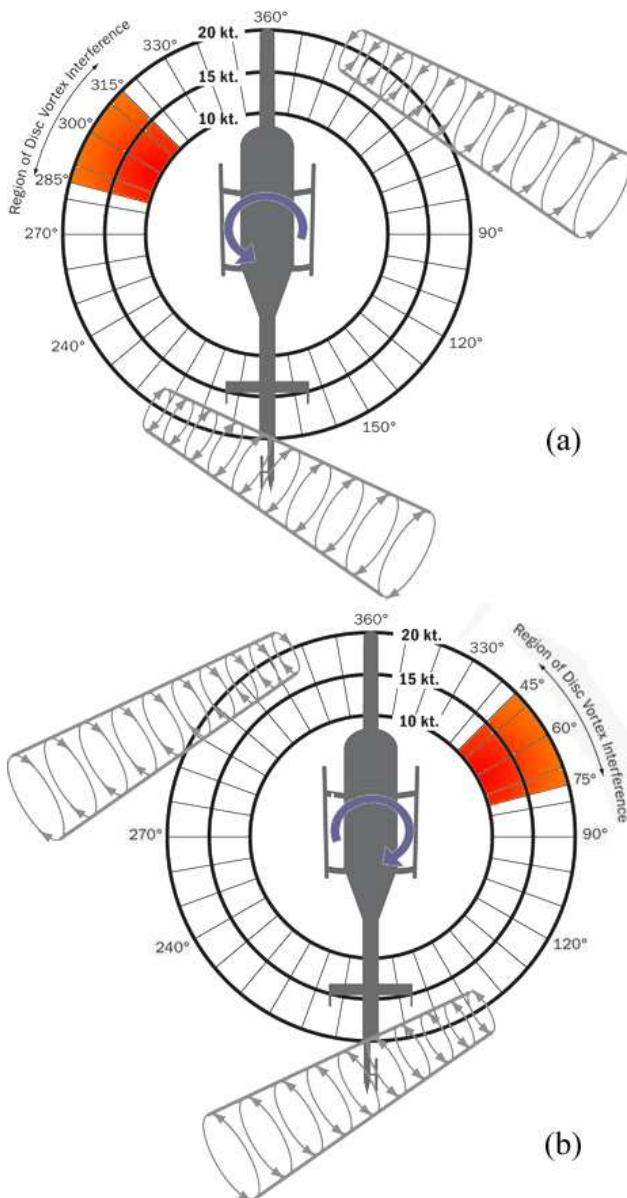 360°
330°
20 kt.
15 kt.
10 kt.
Region of Disc Vortex Interference
315°
300°
285°
270°
90°
240°
120°
150°
(a)
360°
20 kt.
330°
15 kt.
10 kt.
Region of Disc Vortex Interference
45°
60°
75°
270°
90°
240°
120°
(b)